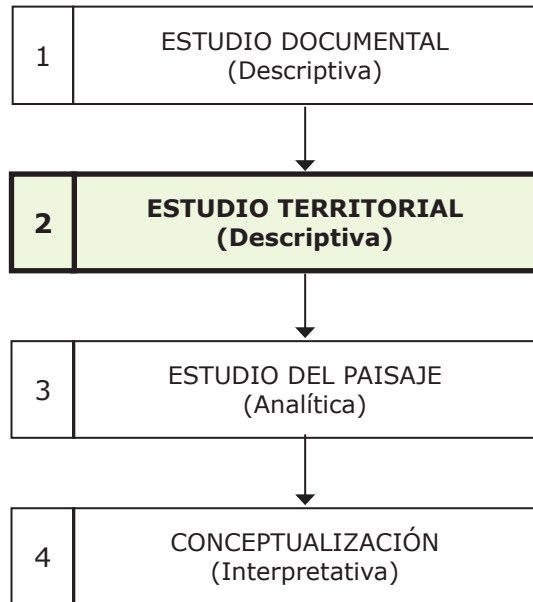 1
ESTUDIO DOCUMENTAL
(Descriptiva)
2
ESTUDIO TERRITORIAL
(Descriptiva)
3
ESTUDIO DEL PAISAJE
(Analítica)
4
CONCEPTUALIZACIÓN
(Interpretativa)